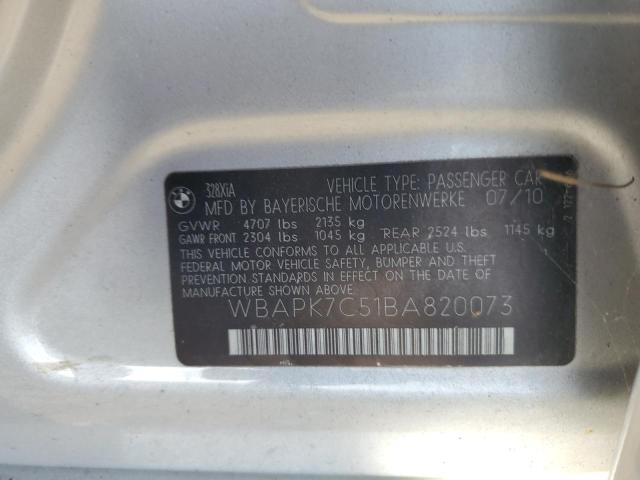 BMW
328XiA
VEHICLE TYPE: PASSENGER CAR
MFD BY BAYERISCHE MOTORENWERKE 07/10
GVWR 4707 lbs 2135 kg
GAWR FRONT 2304 lbs 1045 kg REAR 2524 lbs 1145 kg
THIS VEHICLE CONFORMS TO ALL APPLICABLE U.S.
FEDERAL MOTOR VEHICLE SAFETY, BUMPER AND THEFT
PREVENTION STANDARDS IN EFFECT ON THE DATE OF
MANUFACTURE SHOWN ABOVE.
WBAPK7C51BA820073